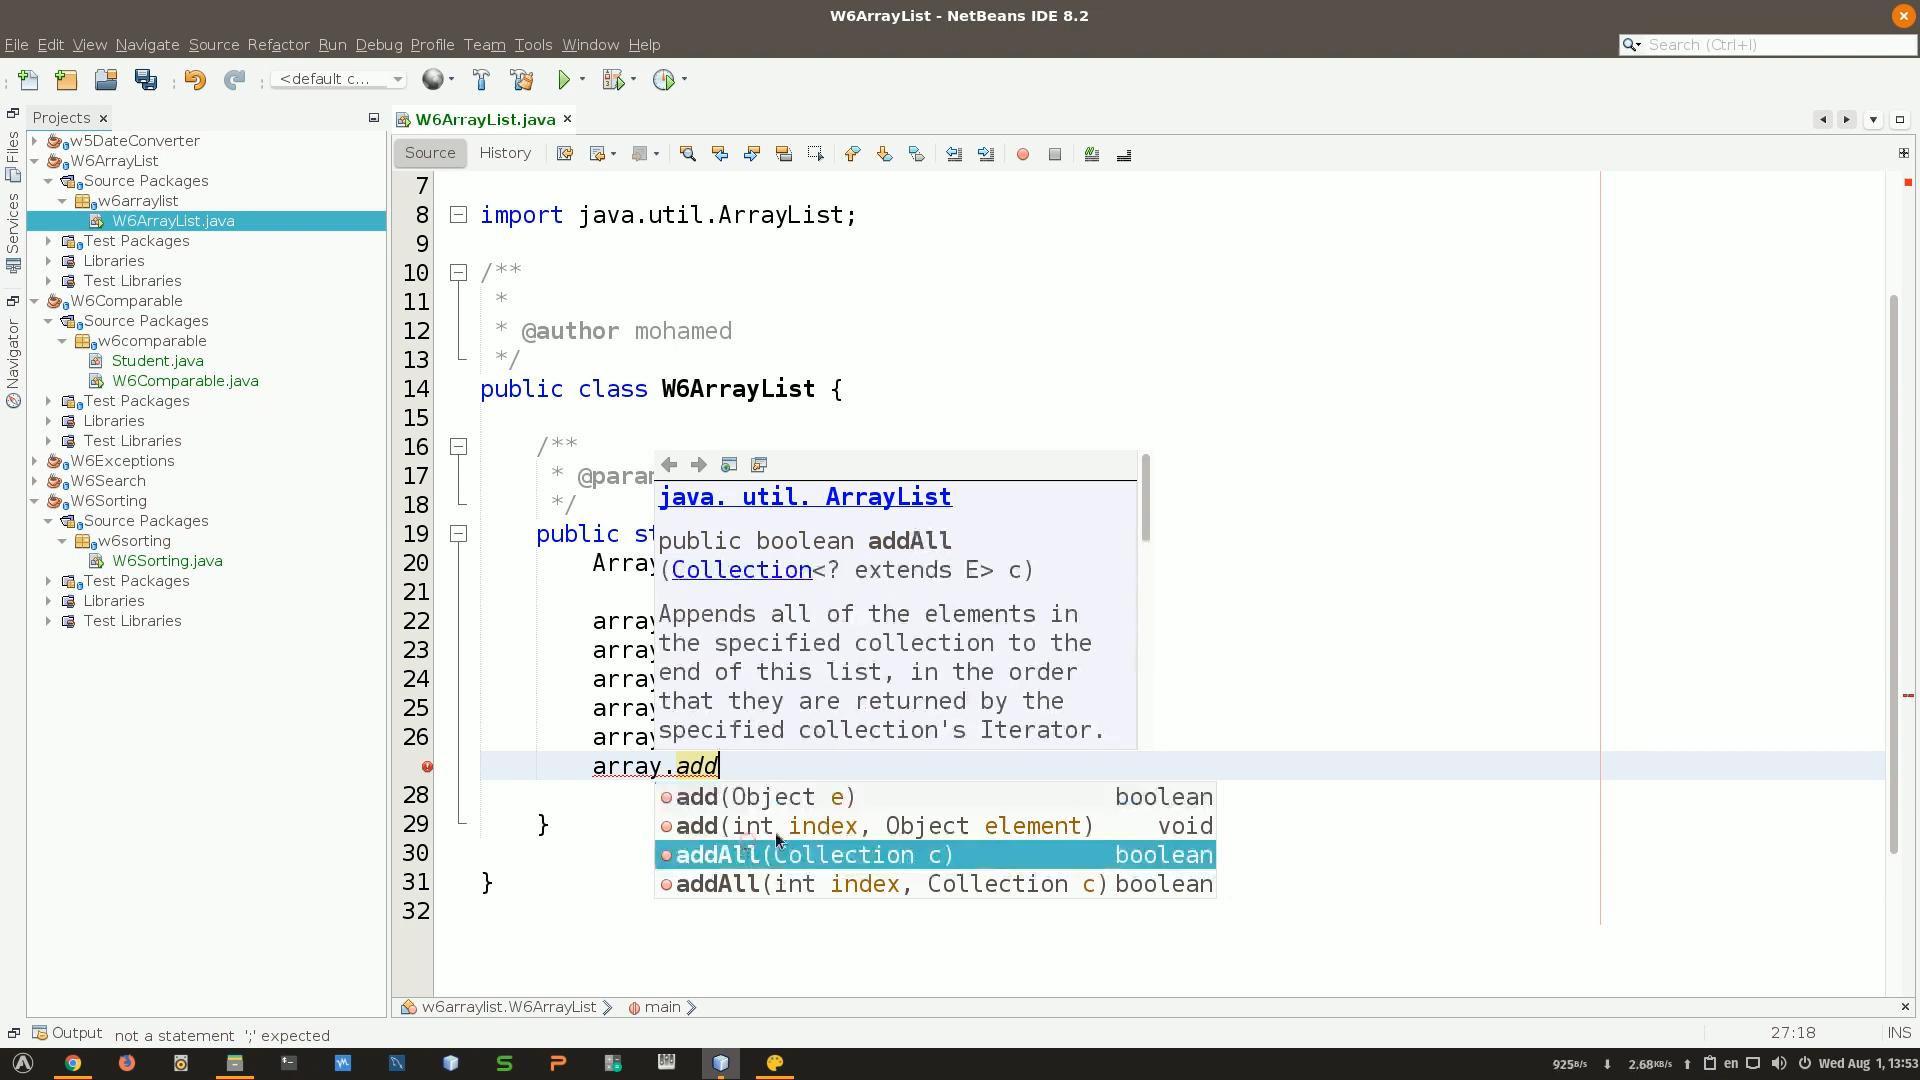 W6ArrayList - NetBeans IDE 8.2
File Edit View Navigate Source Refactor Run Debug Profile Team Tools Window Help
Search (Ctrl+I)
<default c...
Projects
W6ArrayList.java
Files
Services
Navigator
w5DateConverter
W6ArrayList
Source Packages
w6arraylist
W6ArrayList.java
Test Packages
Libraries
Test Libraries
W6Comparable
Source Packages
w6comparable
Student.java
W6Comparable.java
Test Packages
Libraries
Test Libraries
W6Exceptions
W6Search
W6Sorting
Source Packages
w6sorting
W6Sorting.java
Test Packages
Libraries
Test Libraries
Source History
7
8 import java.util.ArrayList;
9
10 /**
11 *
12 * @author mohamed
13 */
14 public class W6ArrayList {
15
16 /**
17 * @param
18 */
19 public st
20 Array
21
22 array
23 array
24 array
25 array
26 array
array.add
28
29 }
30
31 }
32
java. util. ArrayList
public boolean addAll
(Collection<? extends E> c)
Appends all of the elements in
the specified collection to the
end of this list, in the order
that they are returned by the
specified collection's Iterator.
add(Object e) boolean
add(int index, Object element) void
addAll(Collection c) boolean
addAll(int index, Collection c) boolean
w6arraylist.W6ArrayList main
Output not a statement ';' expected
27:18 INS
925B/s 2.68KB/s en Wed Aug 1, 13:53